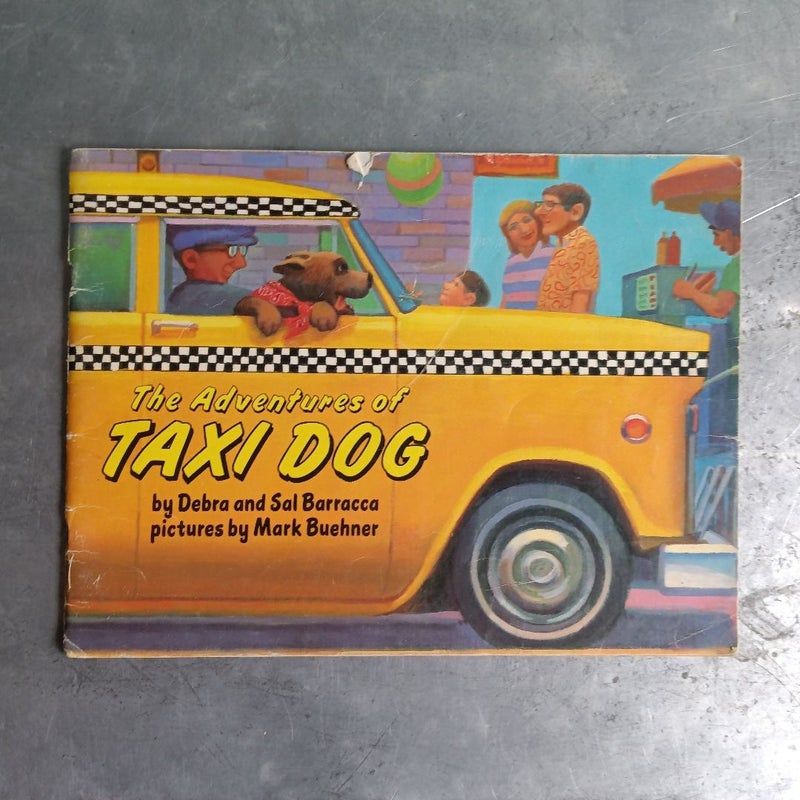 The Adventures of
TAXI DOG
by Debra and Sal Barracca
pictures by Mark Buehner